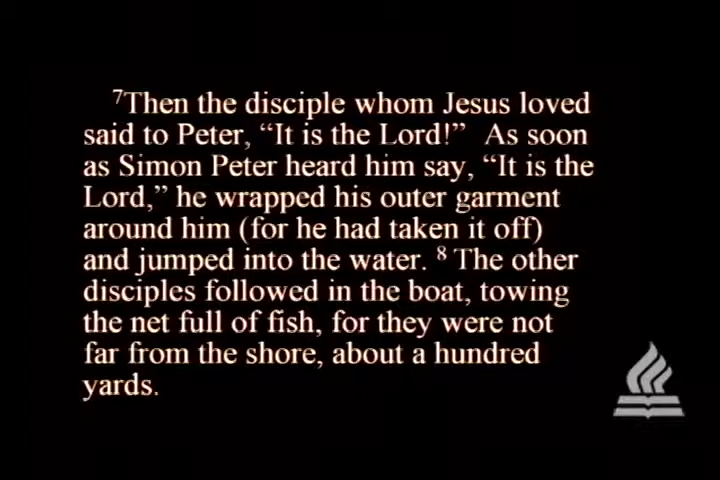 ⁷Then the disciple whom Jesus loved
said to Peter, “It is the Lord!”  As soon
as Simon Peter heard him say, “It is the
Lord,” he wrapped his outer garment
around him (for he had taken it off)
and jumped into the water. ⁸ The other
disciples followed in the boat, towing
the net full of fish, for they were not
far from the shore, about a hundred
yards.